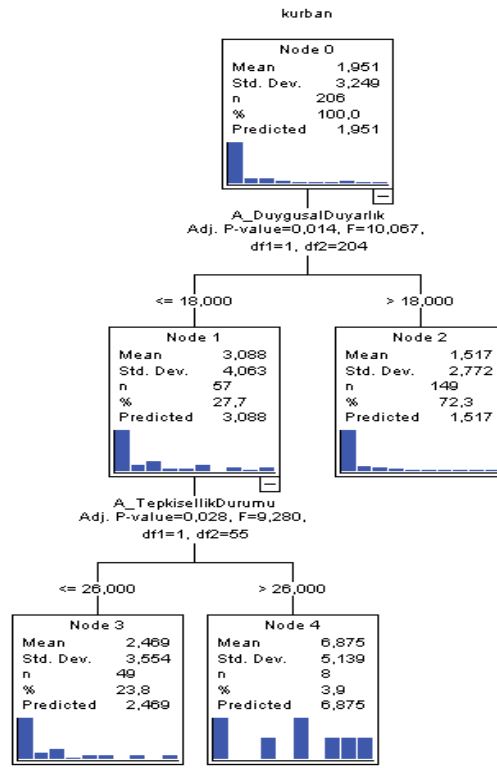 kurban
Node 0
Mean 1,951
Std. Dev. 3,249
n 206
% 100,0
Predicted 1,951
A_DuygusalDuyarlık
Adj. P-value=0,014, F=10,067,
df1=1, df2=204
<= 18,000
> 18,000
Node 1
Mean 3,088
Std. Dev. 4,063
n 57
% 27,7
Predicted 3,088
Node 2
Mean 1,517
Std. Dev. 2,772
n 149
% 72,3
Predicted 1,517
A_TepkisellikDurumu
Adj. P-value=0,028, F=9,280,
df1=1, df2=55
<= 26,000
> 26,000
Node 3
Mean 2,469
Std. Dev. 3,554
n 49
% 23,8
Predicted 2,469
Node 4
Mean 6,875
Std. Dev. 5,139
n 8
% 3,9
Predicted 6,875